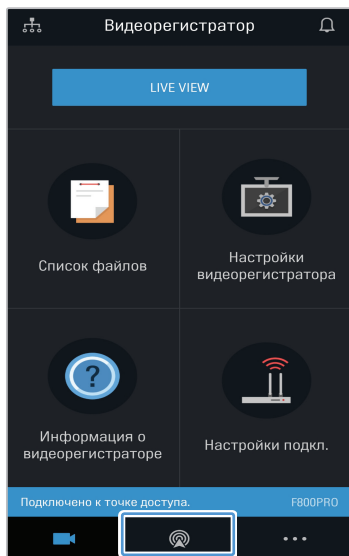 Видеорегистратор
LIVE VIEW
Список файлов
Настройки
видеорегистратора
?
Информация о
видеорегистраторе
Настройки подкл.
Подключено к точке доступа.
F800PRO